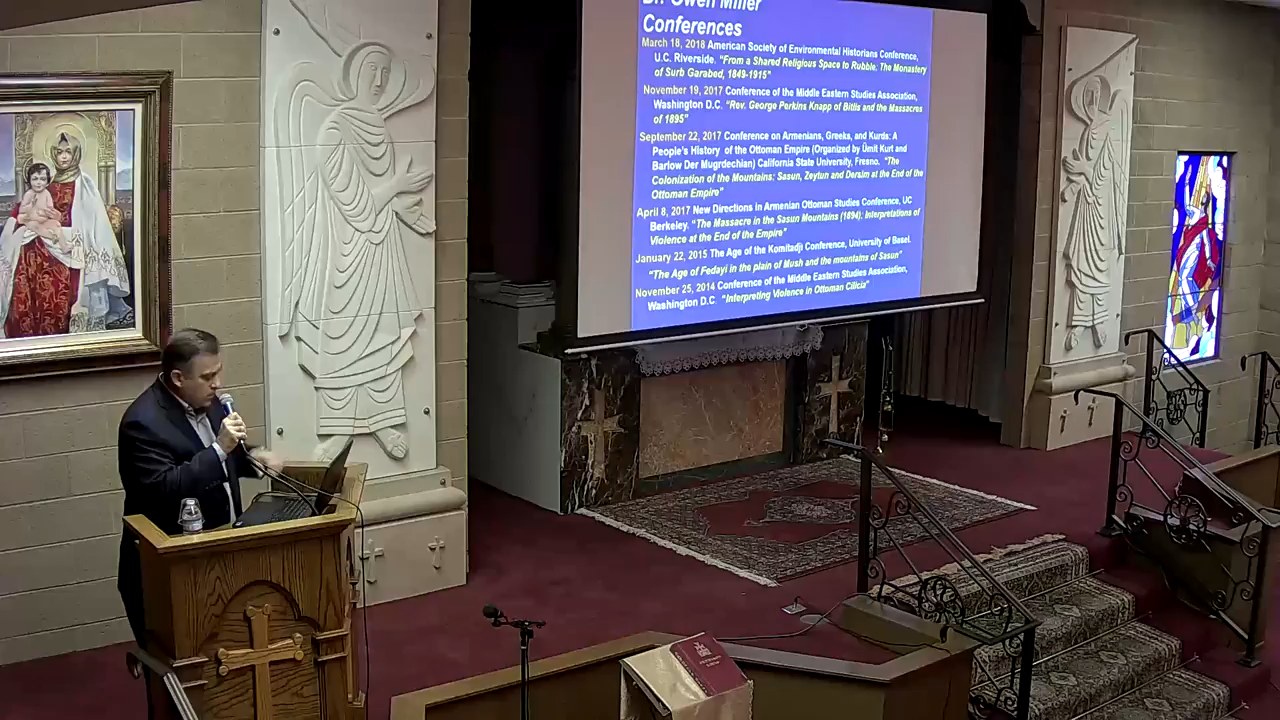 Dr. Owen Miller
Conferences
March 18, 2018 American Society of Environmental Historians Conference,
U.C. Riverside. "From a Shared Religious Space to Rubble: The Monastery
of Surb Garabed, 1849-1915"
November 19, 2017 Conference of the Middle Eastern Studies Association,
Washington D.C. "Rev. George Perkins Knapp of Bitlis and the Massacres
of 1895"
September 22, 2017 Conference on Armenians, Greeks, and Kurds: A
People's History of the Ottoman Empire (Organized by Ümit Kurt and
Barlow Der Mugrdechian) California State University, Fresno. "The
Colonization of the Mountains: Sasun, Zeytun and Dersim at the End of the
Ottoman Empire"
April 8, 2017 New Directions in Armenian Ottoman Studies Conference, UC
Berkeley. "The Massacre in the Sasun Mountains (1894): Interpretations of
Violence at the End of the Empire"
January 22, 2015 The Age of the Komitadji Conference, University of Basel.
"The Age of Fedayi in the plain of Mush and the mountains of Sasun"
November 25, 2014 Conference of the Middle Eastern Studies Association,
Washington D.C. "Interpreting Violence in Ottoman Cilicia"